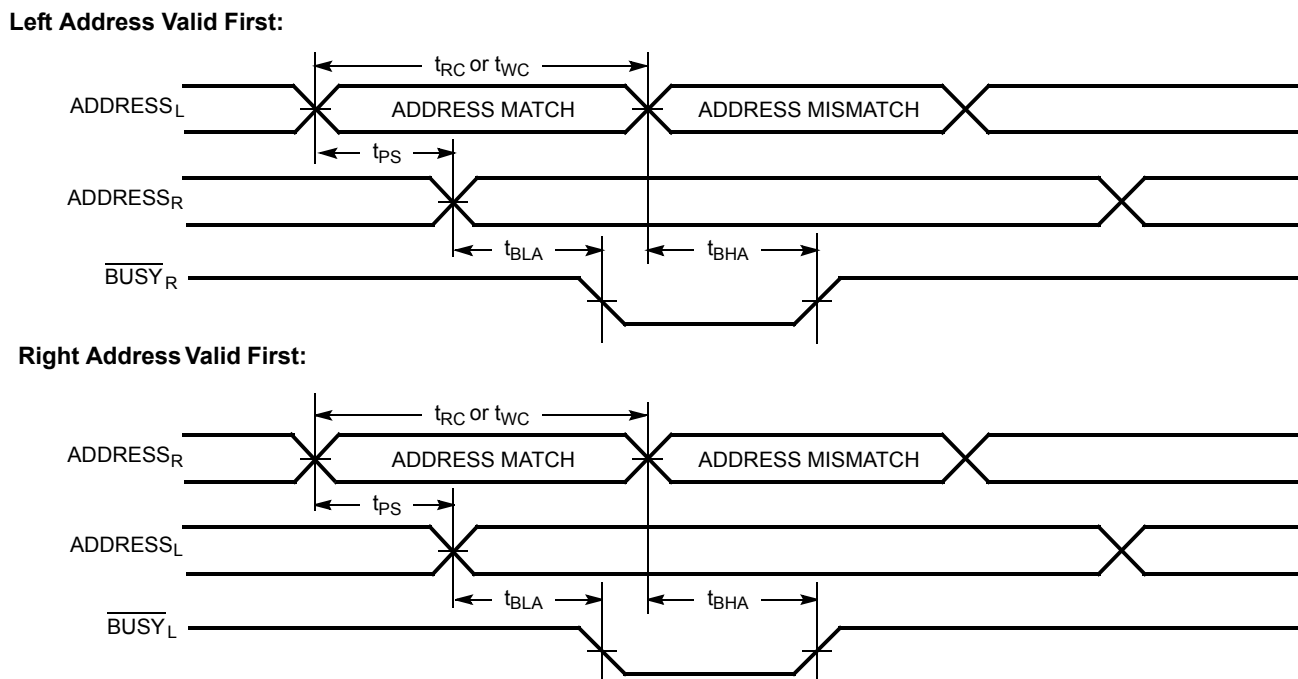 Left Address Valid First:
tRC or tWC
ADDRESSL
ADDRESS MATCH
ADDRESS MISMATCH
tPS
ADDRESSR
tBLA
tBHA
BUSYR
Right Address Valid First:
tRC or tWC
ADDRESSR
ADDRESS MATCH
ADDRESS MISMATCH
tPS
ADDRESSL
tBLA
tBHA
BUSYL